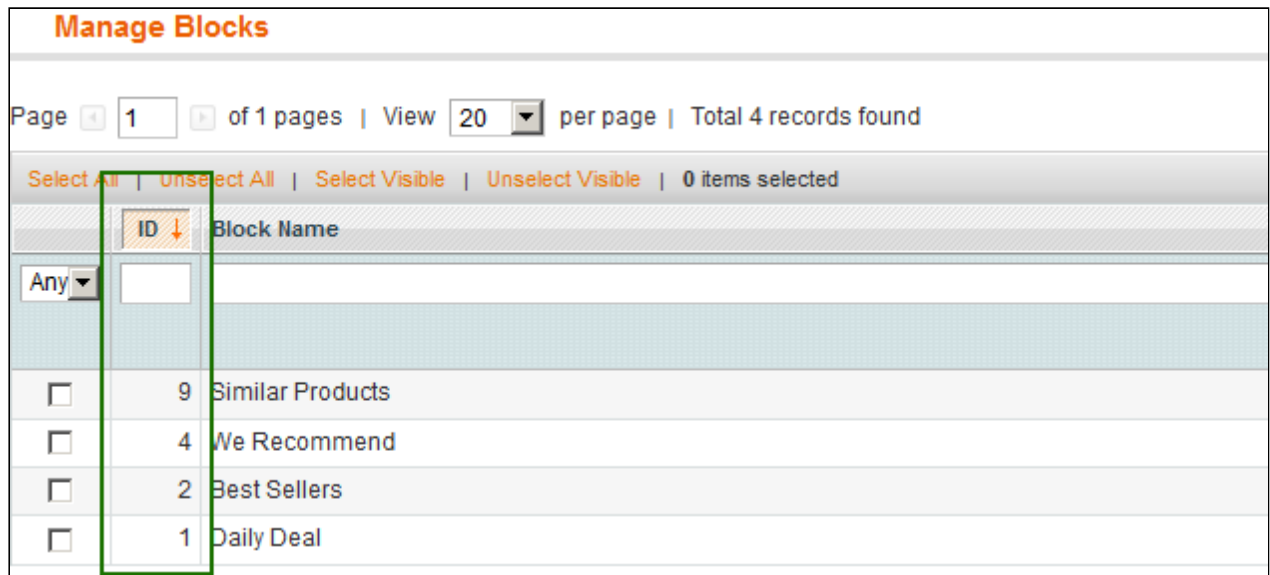 Manage Blocks
Page 1 of 1 pages | View 20 per page | Total 4 records found
Select All | Unselect All | Select Visible | Unselect Visible | 0 items selected
ID ↓ Block Name
Any
9 Similar Products
4 We Recommend
2 Best Sellers
1 Daily Deal